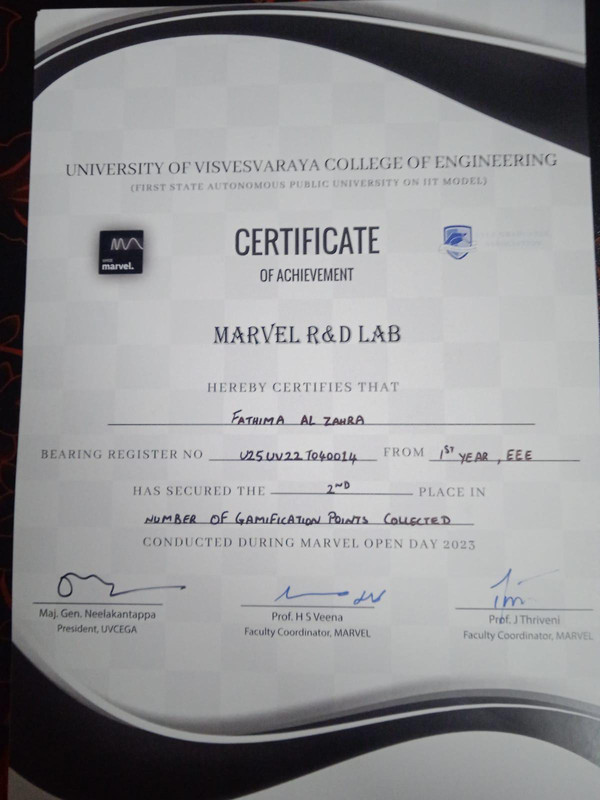 UNIVERSITY OF VISVESVARAYA COLLEGE OF ENGINEERING
(FIRST STATE AUTONOMOUS PUBLIC UNIVERSITY ON IIT MODEL)
marvel.
CERTIFICATE
OF ACHIEVEMENT
MARVEL R&D LAB
HEREBY CERTIFIES THAT
FATHIMA AL ZAHRA
BEARING REGISTER NO U25UV22T040014 FROM 1ST YEAR, EEE
HAS SECURED THE 2ND PLACE IN
NUMBER OF GAMIFICATION POINTS COLLECTED
CONDUCTED DURING MARVEL OPEN DAY 2023
Maj. Gen. Neelakantappa
President, UVCEGA
Prof. H S Veena
Faculty Coordinator, MARVEL
Prof. J Thriveni
Faculty Coordinator, MARVEL